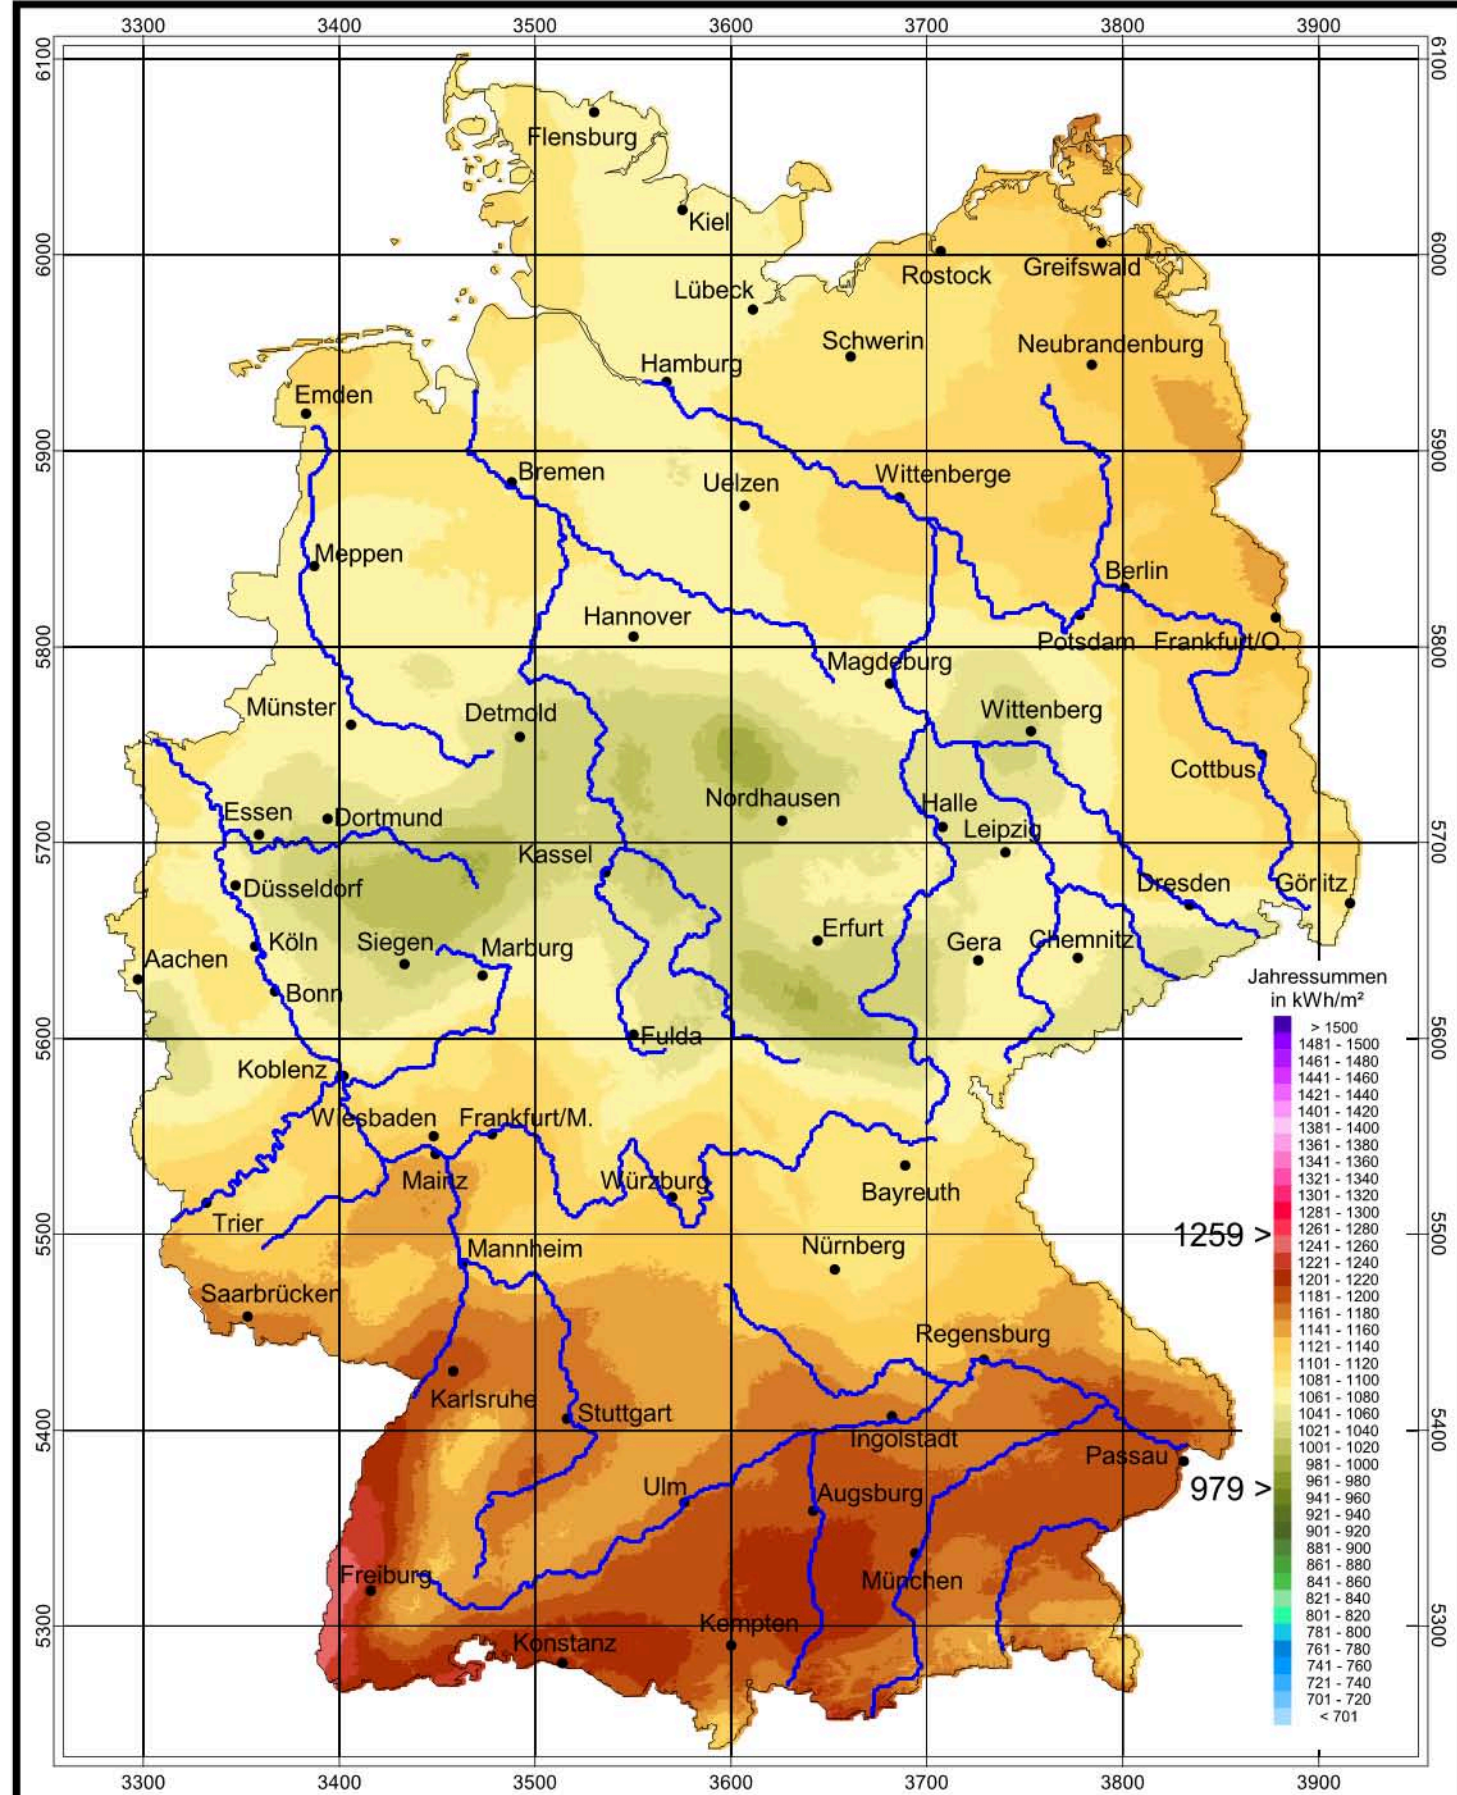 3300 3400 3500 3600 3700 3800 3900
6100 6100
Flensburg
Kiel
6000 6000
Rostock Greifswald
Lübeck
Schwerin Neubrandenburg
Hamburg
Emden
5900 5900
Bremen Uelzen Wittenberge
Meppen Berlin
Hannover
Potsdam Frankfurt/O.
5800 5800
Magdeburg
Münster Detmold Wittenberg
Cottbus
Nordhausen Halle
Essen Dortmund Leipzig
5700 5700
Kassel
Düsseldorf Dresden Görlitz
Köln Siegen Marburg Erfurt Gera Chemnitz
Aachen
Bonn
5600 5600
Fulda
Koblenz
Wiesbaden Frankfurt/M.
Mainz Würzburg Bayreuth
Trier
5500 5500
Mannheim Nürnberg
Saarbrücken
Regensburg
Karlsruhe Stuttgart
5400 5400
Ingolstadt
Passau
Ulm Augsburg
Freiburg München
5300 5300
Konstanz Kempten
3300 3400 3500 3600 3700 3800 3900
Jahressummen
in kWh/m²
> 1500
1481 - 1500
1461 - 1480
1441 - 1460
1421 - 1440
1401 - 1420
1381 - 1400
1361 - 1380
1341 - 1360
1321 - 1340
1301 - 1320
1281 - 1300
1259 > 1261 - 1280
1241 - 1260
1221 - 1240
1201 - 1220
1181 - 1200
1161 - 1180
1141 - 1160
1121 - 1140
1101 - 1120
1081 - 1100
1061 - 1080
1041 - 1060
1021 - 1040
1001 - 1020
981 - 1000
979 > 961 - 980
941 - 960
921 - 940
901 - 920
881 - 900
861 - 880
841 - 860
821 - 840
801 - 820
781 - 800
761 - 780
741 - 760
721 - 740
701 - 720
< 701